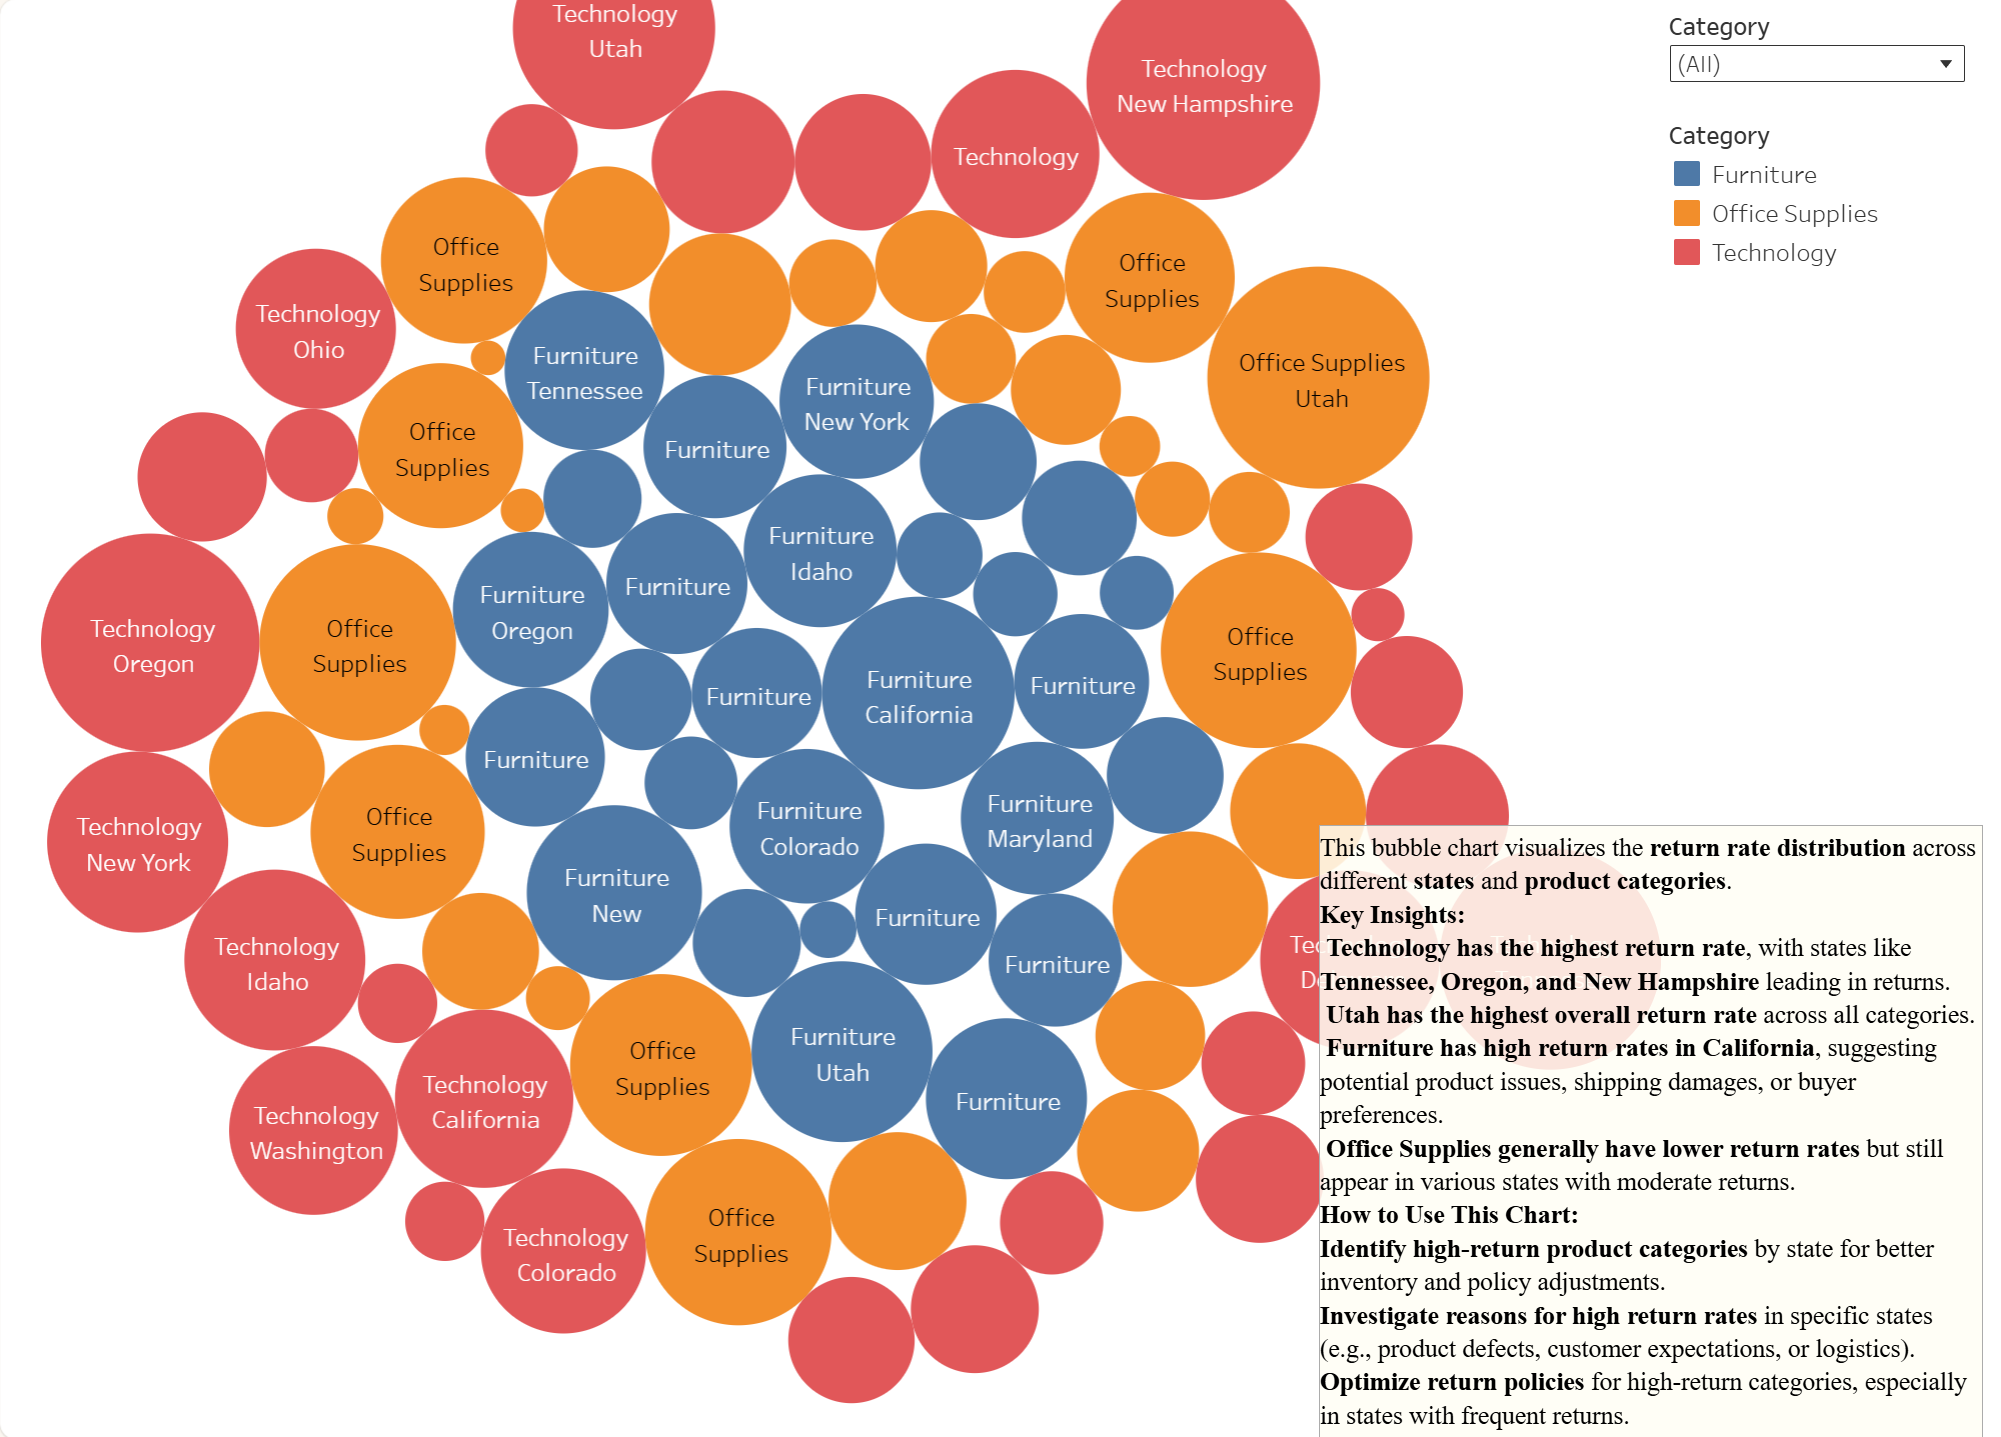 Technology
Utah
Technology
New Hampshire
Technology
Category
(All)
Category
Furniture
Office Supplies
Technology
Office
Supplies
Office
Supplies
Technology
Ohio
Furniture
Tennessee
Furniture
New York
Office Supplies
Utah
Office
Supplies
Furniture
Furniture
Idaho
Furniture
Oregon
Furniture
Technology
Oregon
Office
Supplies
Office
Supplies
Furniture
California
Furniture
Furniture
Furniture
Technology
New York
Office
Supplies
Furniture
Colorado
Furniture
Maryland
Furniture
New
Furniture
Furniture
Technology
Idaho
Office
Supplies
Furniture
Utah
Furniture
Technology
California
Technology
Washington
Technology
Colorado
Office
Supplies
This bubble chart visualizes the return rate distribution across
different states and product categories.
Key Insights:
Technology has the highest return rate, with states like
Tennessee, Oregon, and New Hampshire leading in returns.
Utah has the highest overall return rate across all categories.
Furniture has high return rates in California, suggesting
potential product issues, shipping damages, or buyer
preferences.
Office Supplies generally have lower return rates but still
appear in various states with moderate returns.
How to Use This Chart:
Identify high-return product categories by state for better
inventory and policy adjustments.
Investigate reasons for high return rates in specific states
(e.g., product defects, customer expectations, or logistics).
Optimize return policies for high-return categories, especially
in states with frequent returns.